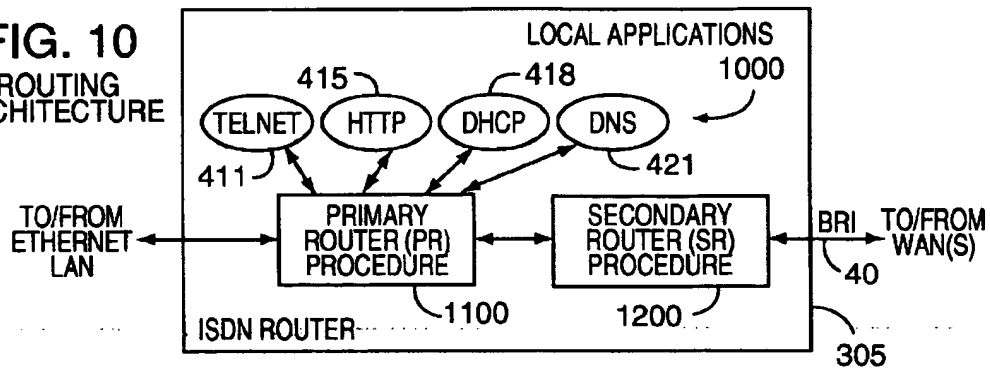 FIG. 10
ROUTING
CHITECTURE
LOCAL APPLICATIONS
1000
415
418
TELNET
HTTP
DHCP
DNS
411
421
TO/FROM
ETHERNET
LAN
PRIMARY
ROUTER (PR)
PROCEDURE
SECONDARY
ROUTER (SR)
PROCEDURE
BRI
TO/FROM
WAN(S)
40
1100
1200
ISDN ROUTER
305